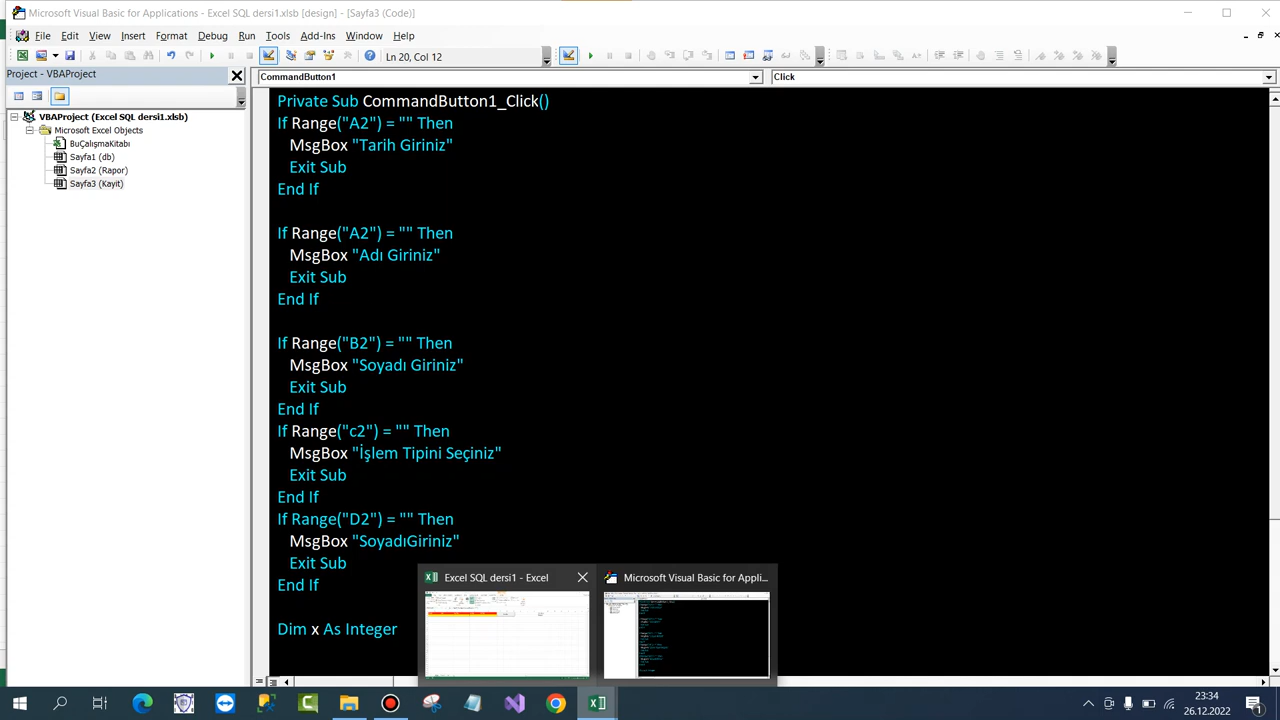 Microsoft Visual Basic for Applications - Excel SQL dersi1.xlsb [design] - [Sayfa3 (Code)]
File Edit View Insert Format Debug Run Tools Add-Ins Window Help
Ln 20, Col 12
Project - VBAProject
CommandButton1
Click
VBAProject (Excel SQL dersi1.xlsb)
Microsoft Excel Objects
BuÇalışmaKitabı
Sayfa1 (db)
Sayfa2 (Rapor)
Sayfa3 (Kayit)
Private Sub CommandButton1_Click()
If Range("A2") = "" Then
MsgBox "Tarih Giriniz"
Exit Sub
End If
If Range("A2") = "" Then
MsgBox "Adı Giriniz"
Exit Sub
End If
If Range("B2") = "" Then
MsgBox "Soyadı Giriniz"
Exit Sub
End If
If Range("c2") = "" Then
MsgBox "İşlem Tipini Seçiniz"
Exit Sub
End If
If Range("D2") = "" Then
MsgBox "SoyadıGiriniz"
Exit Sub
End If
Dim x As Integer
Excel SQL dersi1 - Excel
Microsoft Visual Basic for Appli...
23:34
26.12.2022